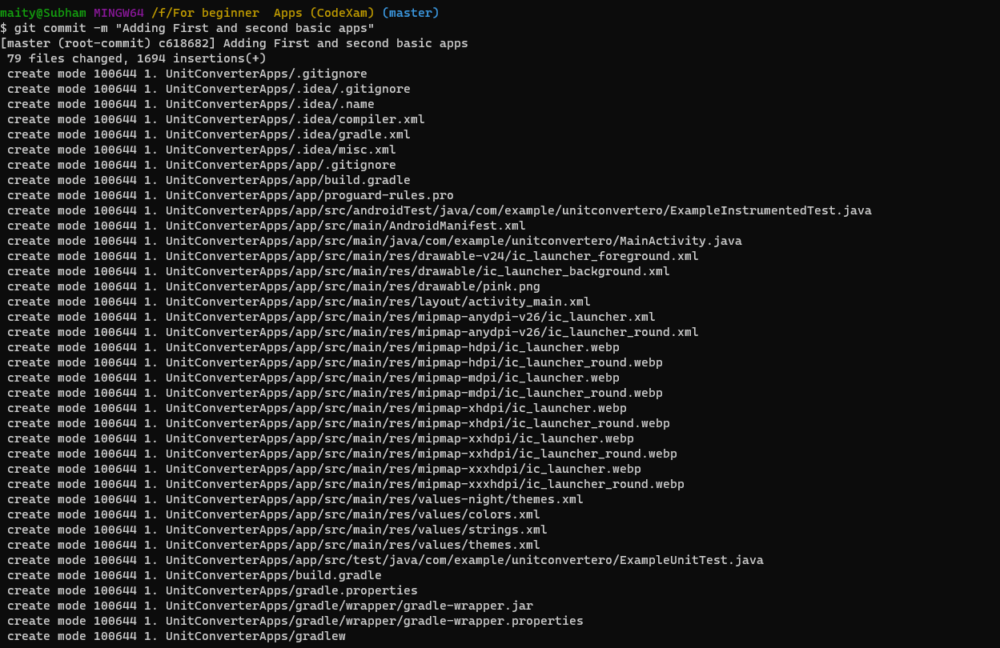 maity@Subham MINGW64 /f/For beginner  Apps (CodeXam) (master)
$ git commit -m "Adding First and second basic apps"
[master (root-commit) c618682] Adding First and second basic apps
 79 files changed, 1694 insertions(+)
 create mode 100644 1. UnitConverterApps/.gitignore
 create mode 100644 1. UnitConverterApps/.idea/.gitignore
 create mode 100644 1. UnitConverterApps/.idea/.name
 create mode 100644 1. UnitConverterApps/.idea/compiler.xml
 create mode 100644 1. UnitConverterApps/.idea/gradle.xml
 create mode 100644 1. UnitConverterApps/.idea/misc.xml
 create mode 100644 1. UnitConverterApps/app/.gitignore
 create mode 100644 1. UnitConverterApps/app/build.gradle
 create mode 100644 1. UnitConverterApps/app/proguard-rules.pro
 create mode 100644 1. UnitConverterApps/app/src/androidTest/java/com/example/unitconvertero/ExampleInstrumentedTest.java
 create mode 100644 1. UnitConverterApps/app/src/main/AndroidManifest.xml
 create mode 100644 1. UnitConverterApps/app/src/main/java/com/example/unitconvertero/MainActivity.java
 create mode 100644 1. UnitConverterApps/app/src/main/res/drawable-v24/ic_launcher_foreground.xml
 create mode 100644 1. UnitConverterApps/app/src/main/res/drawable/ic_launcher_background.xml
 create mode 100644 1. UnitConverterApps/app/src/main/res/drawable/pink.png
 create mode 100644 1. UnitConverterApps/app/src/main/res/layout/activity_main.xml
 create mode 100644 1. UnitConverterApps/app/src/main/res/mipmap-anydpi-v26/ic_launcher.xml
 create mode 100644 1. UnitConverterApps/app/src/main/res/mipmap-anydpi-v26/ic_launcher_round.xml
 create mode 100644 1. UnitConverterApps/app/src/main/res/mipmap-hdpi/ic_launcher.webp
 create mode 100644 1. UnitConverterApps/app/src/main/res/mipmap-hdpi/ic_launcher_round.webp
 create mode 100644 1. UnitConverterApps/app/src/main/res/mipmap-mdpi/ic_launcher.webp
 create mode 100644 1. UnitConverterApps/app/src/main/res/mipmap-mdpi/ic_launcher_round.webp
 create mode 100644 1. UnitConverterApps/app/src/main/res/mipmap-xhdpi/ic_launcher.webp
 create mode 100644 1. UnitConverterApps/app/src/main/res/mipmap-xhdpi/ic_launcher_round.webp
 create mode 100644 1. UnitConverterApps/app/src/main/res/mipmap-xxhdpi/ic_launcher.webp
 create mode 100644 1. UnitConverterApps/app/src/main/res/mipmap-xxhdpi/ic_launcher_round.webp
 create mode 100644 1. UnitConverterApps/app/src/main/res/mipmap-xxxhdpi/ic_launcher.webp
 create mode 100644 1. UnitConverterApps/app/src/main/res/mipmap-xxxhdpi/ic_launcher_round.webp
 create mode 100644 1. UnitConverterApps/app/src/main/res/values-night/themes.xml
 create mode 100644 1. UnitConverterApps/app/src/main/res/values/colors.xml
 create mode 100644 1. UnitConverterApps/app/src/main/res/values/strings.xml
 create mode 100644 1. UnitConverterApps/app/src/main/res/values/themes.xml
 create mode 100644 1. UnitConverterApps/app/src/test/java/com/example/unitconvertero/ExampleUnitTest.java
 create mode 100644 1. UnitConverterApps/build.gradle
 create mode 100644 1. UnitConverterApps/gradle.properties
 create mode 100644 1. UnitConverterApps/gradle/wrapper/gradle-wrapper.jar
 create mode 100644 1. UnitConverterApps/gradle/wrapper/gradle-wrapper.properties
 create mode 100644 1. UnitConverterApps/gradlew